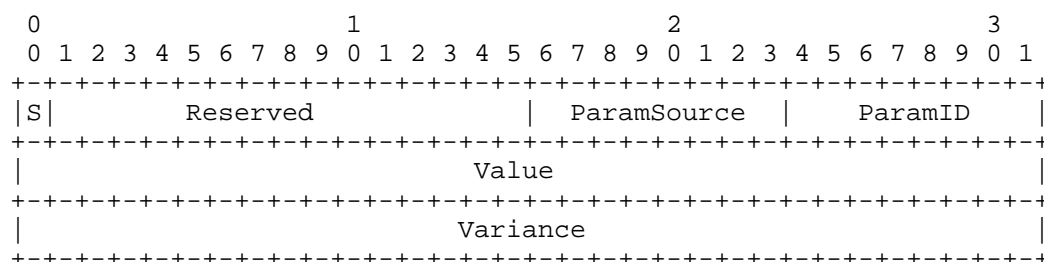 0                   1                   2                   3
 0 1 2 3 4 5 6 7 8 9 0 1 2 3 4 5 6 7 8 9 0 1 2 3 4 5 6 7 8 9 0 1
+-+-+-+-+-+-+-+-+-+-+-+-+-+-+-+-+-+-+-+-+-+-+-+-+-+-+-+-+-+-+-+-+
|S|          Reserved             |  ParamSource  |    ParamID    |
+-+-+-+-+-+-+-+-+-+-+-+-+-+-+-+-+-+-+-+-+-+-+-+-+-+-+-+-+-+-+-+-+
|                            Value                              |
+-+-+-+-+-+-+-+-+-+-+-+-+-+-+-+-+-+-+-+-+-+-+-+-+-+-+-+-+-+-+-+-+
|                           Variance                            |
+-+-+-+-+-+-+-+-+-+-+-+-+-+-+-+-+-+-+-+-+-+-+-+-+-+-+-+-+-+-+-+-+